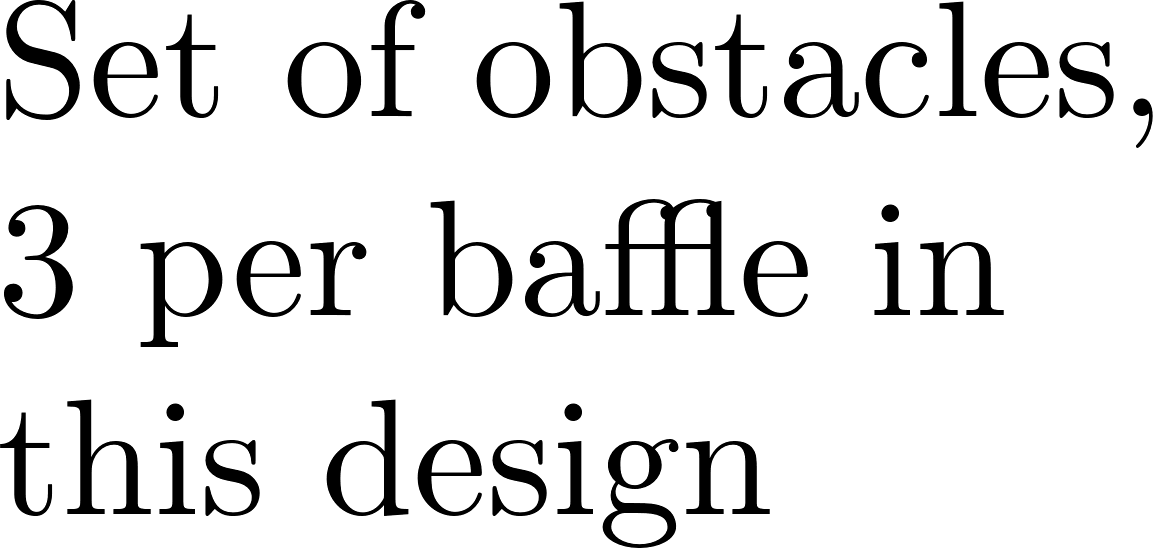 Set of obstacles,
3 per baffle in
this design